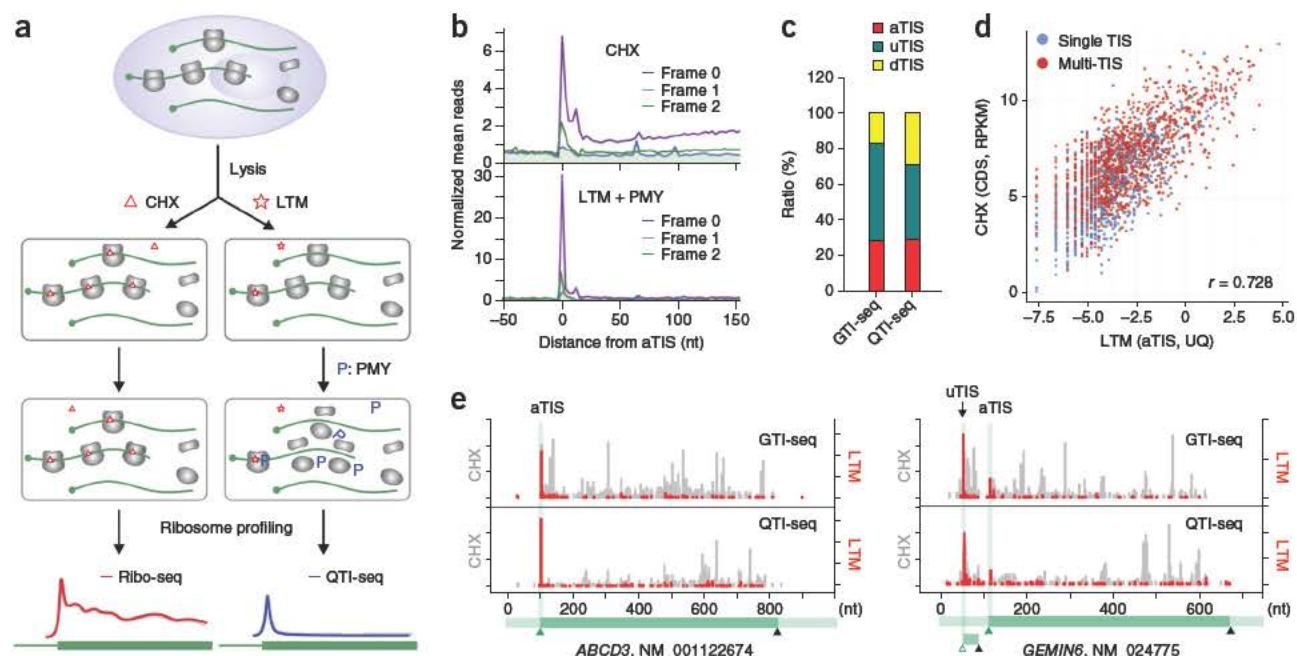 a
Lysis
CHX
LTM
P: PMY
P
P
P
P
P
P
Ribosome profiling
Ribo-seq
QTI-seq
b
Normalized mean reads
CHX
Frame 0
Frame 1
Frame 2
6
4
2
0
LTM + PMY
Frame 0
Frame 1
Frame 2
30
20
10
0
–50 0 50 100 150
Distance from aTIS (nt)
c
aTIS
uTIS
dTIS
Ratio (%)
120
100
80
60
40
20
0
GTI-seq
QTI-seq
d
Single TIS
Multi-TIS
CHX (CDS, RPKM)
10
5
0
r = 0.728
–7.5 –5.0 –2.5 0 2.5 5.0
LTM (aTIS, UQ)
e
aTIS
CHX
GTI-seq
LTM
CHX
QTI-seq
LTM
0 200 400 600 800
ABCD3, NM_001122674
uTIS
aTIS
CHX
GTI-seq
LTM
CHX
QTI-seq
LTM
0 200 400 600 (nt)
GEMIN6, NM_024775